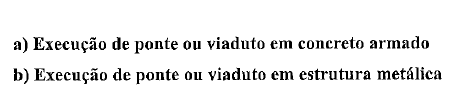 a) Execução de ponte ou viaduto em concreto armado
b) Execução de ponte ou viaduto em estrutura metálica